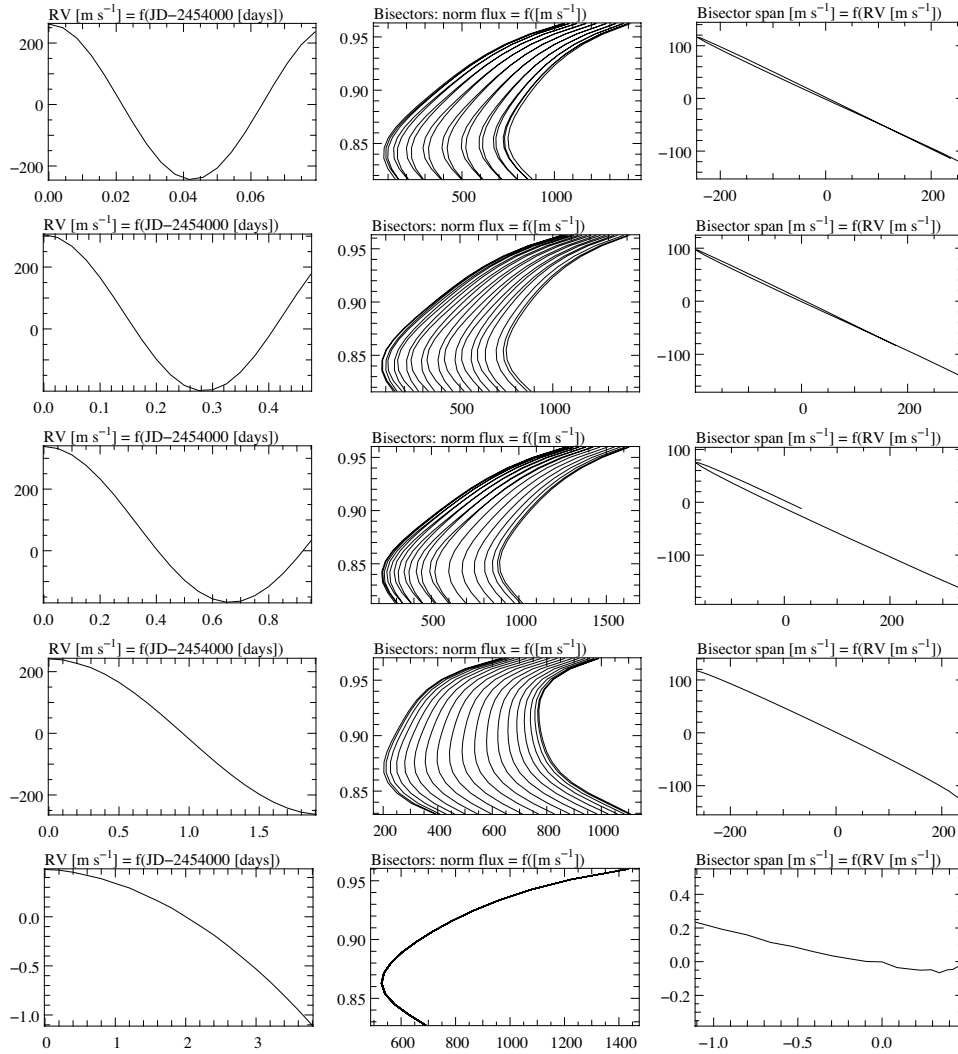 RV [m s⁻¹] = f(JD−2454000 [days]) Bisectors: norm flux = f([m s⁻¹]) Bisector span [m s⁻¹] = f(RV [m s⁻¹])
200 0.95 100
0 0.90 0
−200 0.85 −100
0.00 0.02 0.04 0.06 500 1000 −200 0 200
RV [m s⁻¹] = f(JD−2454000 [days]) Bisectors: norm flux = f([m s⁻¹]) Bisector span [m s⁻¹] = f(RV [m s⁻¹])
200 0.95 100
0 0.90 0
0.85 −100
0.0 0.1 0.2 0.3 0.4 500 1000 0 200
RV [m s⁻¹] = f(JD−2454000 [days]) Bisectors: norm flux = f([m s⁻¹]) Bisector span [m s⁻¹] = f(RV [m s⁻¹])
200 0.95 100
0 0.90 0
0.85 −100
0.0 0.2 0.4 0.6 0.8 500 1000 1500 0 200
RV [m s⁻¹] = f(JD−2454000 [days]) Bisectors: norm flux = f([m s⁻¹]) Bisector span [m s⁻¹] = f(RV [m s⁻¹])
200 0.95 100
0 0.90 0
−200 0.85 −100
0.0 0.5 1.0 1.5 200 400 600 800 1000 −200 0 200
RV [m s⁻¹] = f(JD−2454000 [days]) Bisectors: norm flux = f([m s⁻¹]) Bisector span [m s⁻¹] = f(RV [m s⁻¹])
0.0 0.95 0.4
−0.5 0.90 0.2
−1.0 0.85 0.0
−0.2
0 1 2 3 600 800 1000 1200 1400 −1.0 −0.5 0.0